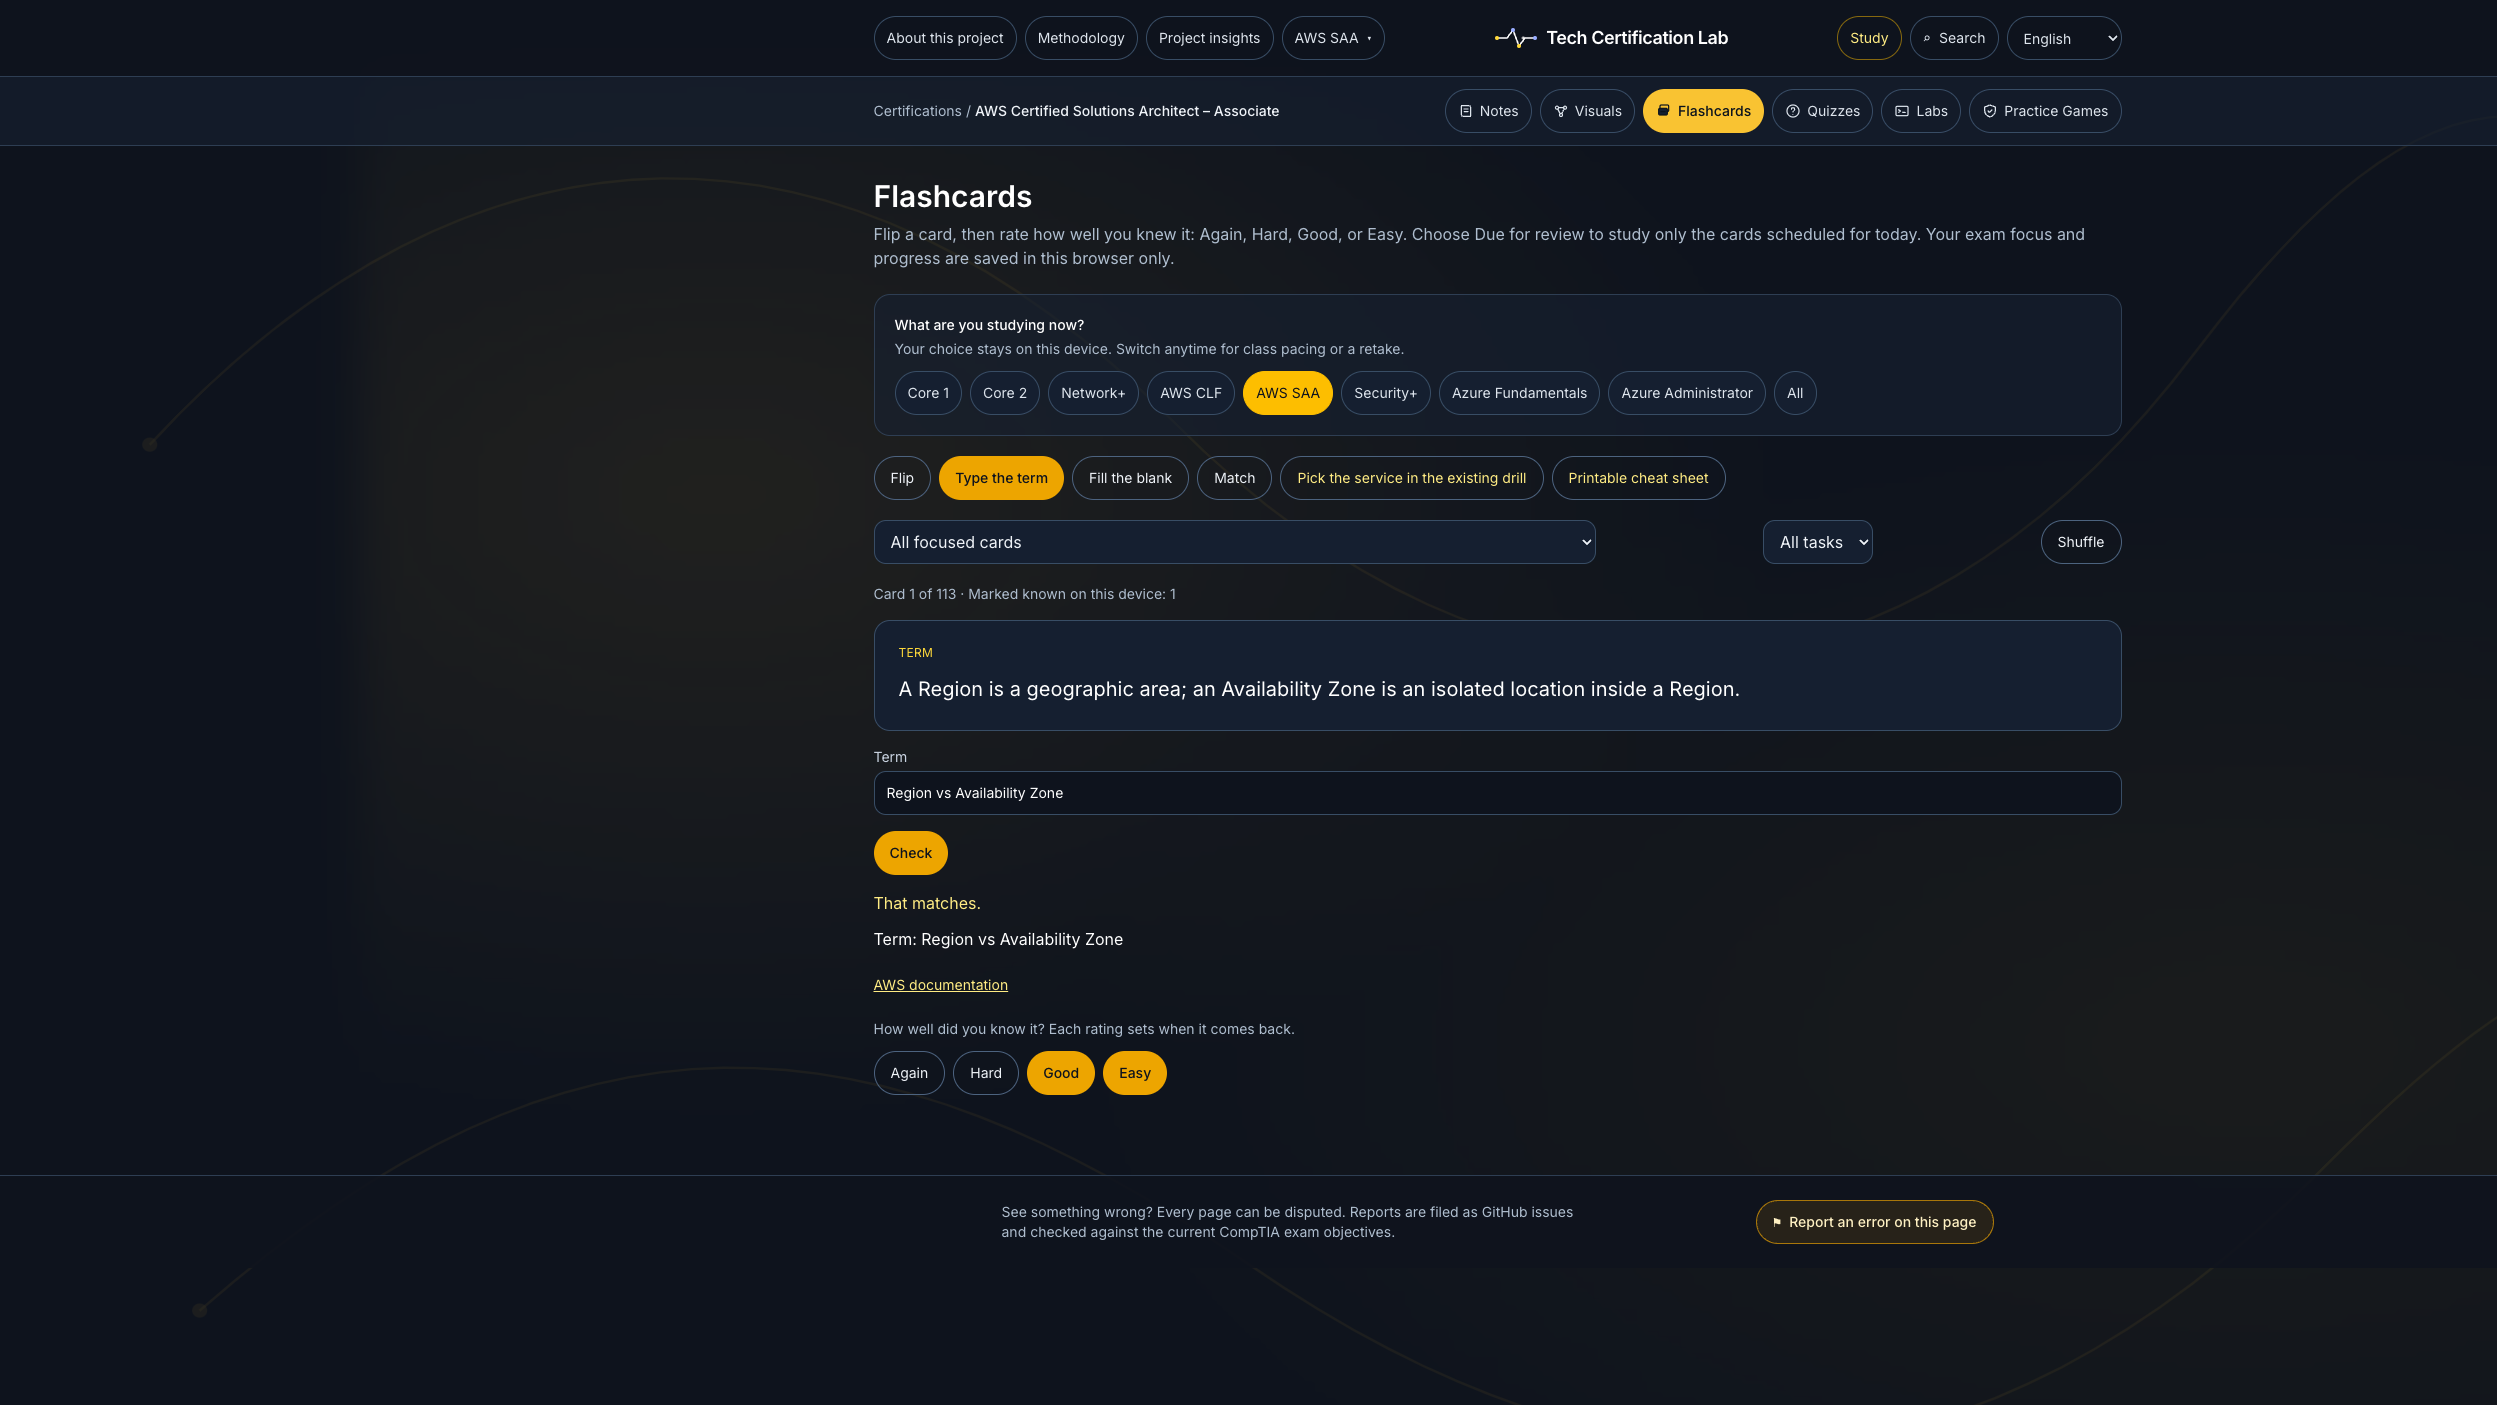 About this project
Methodology
Project insights
AWS SAA
Tech Certification Lab
Study
Search
English
Certifications / AWS Certified Solutions Architect – Associate
Notes
Visuals
Flashcards
Quizzes
Labs
Practice Games
Flashcards
Flip a card, then rate how well you knew it: Again, Hard, Good, or Easy. Choose Due for review to study only the cards scheduled for today. Your exam focus and
progress are saved in this browser only.
What are you studying now?
Your choice stays on this device. Switch anytime for class pacing or a retake.
Core 1
Core 2
Network+
AWS CLF
AWS SAA
Security+
Azure Fundamentals
Azure Administrator
All
Flip
Type the term
Fill the blank
Match
Pick the service in the existing drill
Printable cheat sheet
All focused cards
All tasks
Shuffle
Card 1 of 113 · Marked known on this device: 1
TERM
A Region is a geographic area; an Availability Zone is an isolated location inside a Region.
Term
Region vs Availability Zone
Check
That matches.
Term: Region vs Availability Zone
AWS documentation
How well did you know it? Each rating sets when it comes back.
Again
Hard
Good
Easy
See something wrong? Every page can be disputed. Reports are filed as GitHub issues
and checked against the current CompTIA exam objectives.
Report an error on this page